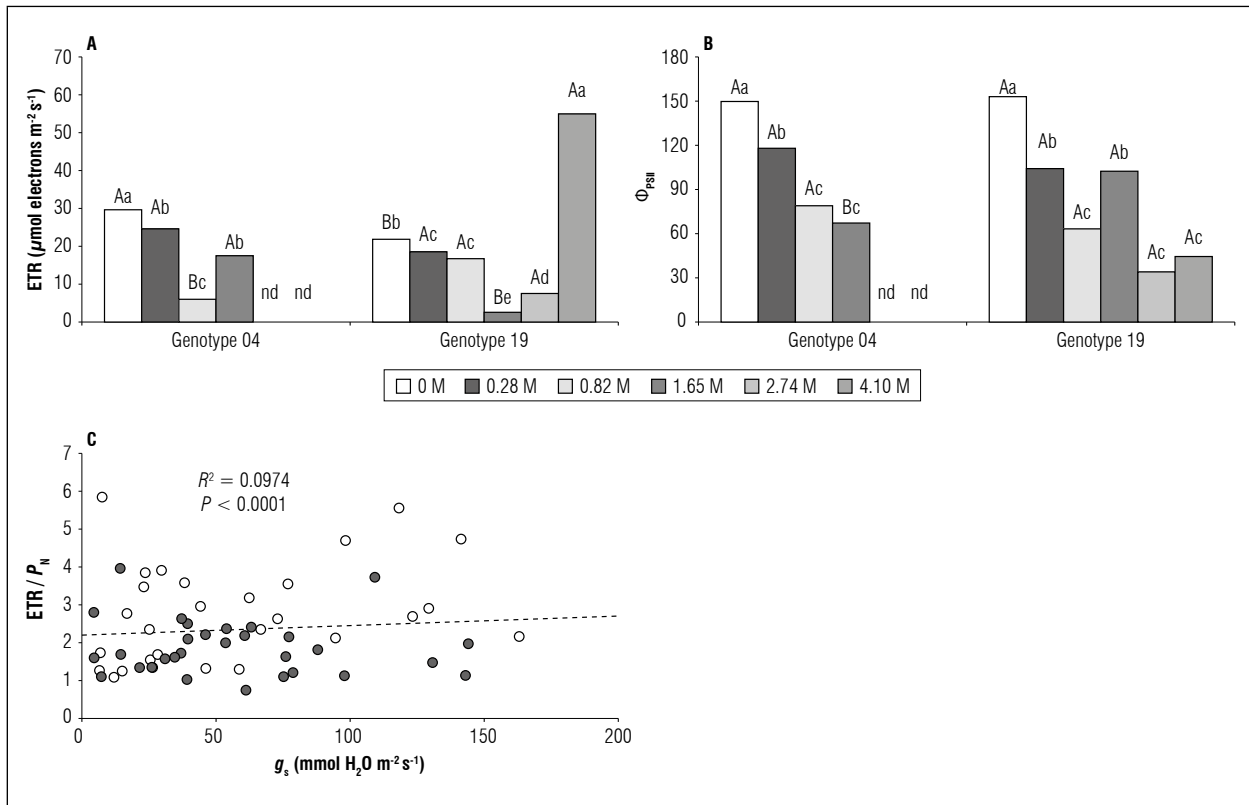 A
ETR (µmol electrons m⁻² s⁻¹)
70
60
50
40
30
20
10
0
Aa
Ab
Bc
Ab
nd
nd
Bb
Ac
Ac
Be
Ad
Aa
Genotype 04
Genotype 19
B
Φ_PSII
180
150
120
90
60
30
0
Aa
Ab
Ac
Bc
nd
nd
Aa
Ab
Ac
Ab
Ac
Ac
Genotype 04
Genotype 19
0 M 0.28 M 0.82 M 1.65 M 2.74 M 4.10 M
C
R² = 0.0974
P < 0.0001
ETR / P_N
7
6
5
4
3
2
1
0
0 50 100 150 200
g_s (mmol H₂O m⁻² s⁻¹)